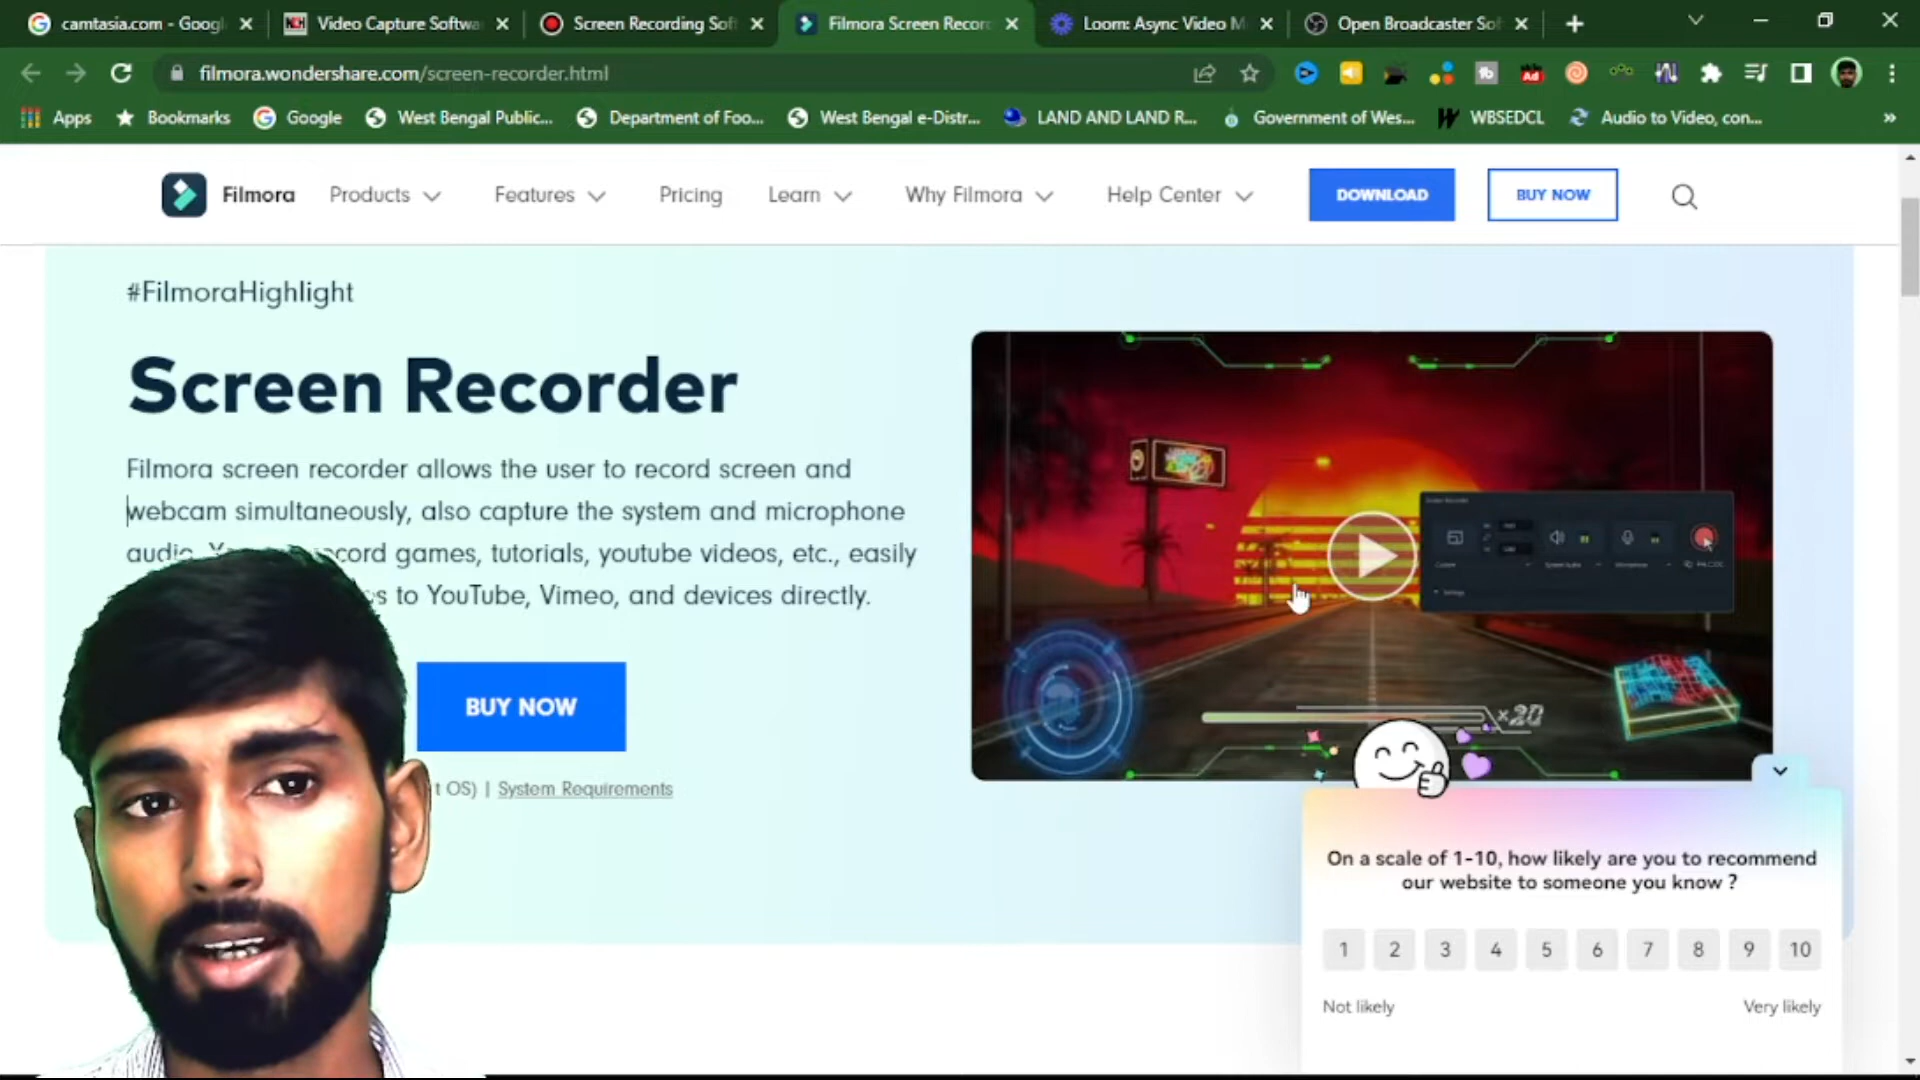 camtasia.com - Googl
Video Capture Softwa
Screen Recording Sof
Filmora Screen Recor
Loom: Async Video M
Open Broadcaster So
filmora.wondershare.com/screen-recorder.html
Apps
Bookmarks
Google
West Bengal Public...
Department of Foo...
West Bengal e-Distr...
LAND AND LAND R...
Government of Wes...
WBSEDCL
Audio to Video, con...
»
Filmora
Products
Features
Pricing
Learn
Why Filmora
Help Center
DOWNLOAD
BUY NOW
#FilmoraHighlight
Screen Recorder
Filmora screen recorder allows the user to record screen and
webcam simultaneously, also capture the system and microphone
audio. cord games, tutorials, youtube videos, etc., easily
s to YouTube, Vimeo, and devices directly.
BUY NOW
t OS) | System Requirements
×20
On a scale of 1-10, how likely are you to recommend
our website to someone you know ?
1 2 3 4 5 6 7 8 9 10
Not likely
Very likely